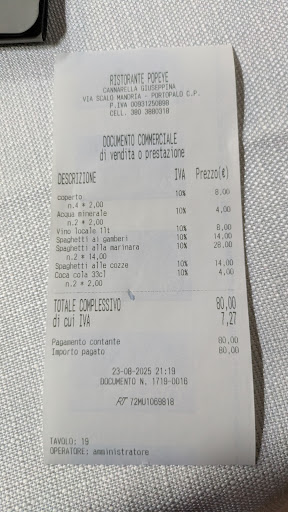 RISTORANTE POPEYE
CANNARELLA GIUSEPPINA
VIA SCALO MANDRIA - PORTOPALO C.P.
P.IVA 00931250898
CELL. 380 3880318
DOCUMENTO COMMERCIALE
di vendita o prestazione
DESCRIZIONE IVA Prezzo(€)
coperto 10% 8,00
n.4 * 2,00
Acqua minerale 10% 4,00
n.2 * 2,00
Vino locale 1lt 10% 8,00
Spaghetti ai gamberi 10% 14,00
Spaghetti alla marinara 10% 28,00
n.2 * 14,00
Spaghetti alle cozze 10% 14,00
Coca cola 33cl 10% 4,00
n.2 * 2,00
TOTALE COMPLESSIVO 80,00
di cui IVA 7,27
Pagamento contante 80,00
Importo pagato 80,00
23-08-2025 21:19
DOCUMENTO N. 1719-0016
RT 72MU1069818
TAVOLO: 19
OPERATORE: amministratore